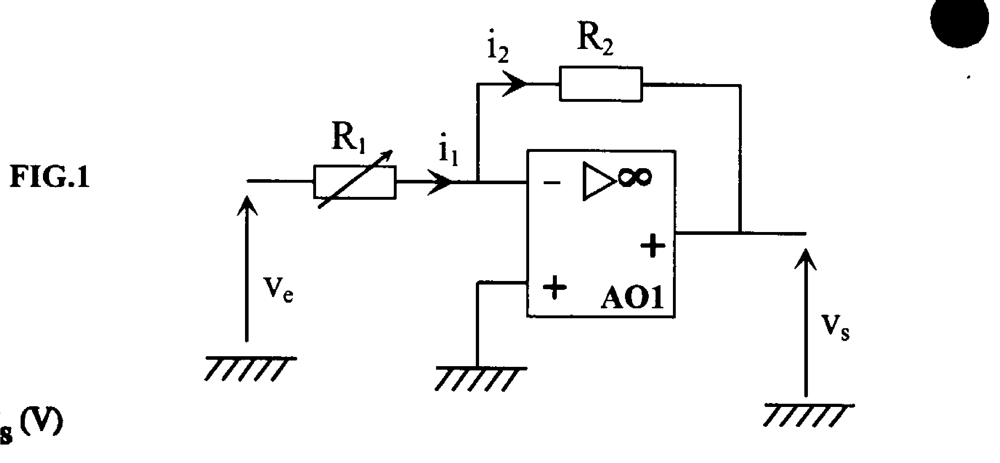 i₂
R₂
R₁
i₁
FIG.1
− ▷∞
+
vₑ
+
AO1
vₛ
s (V)